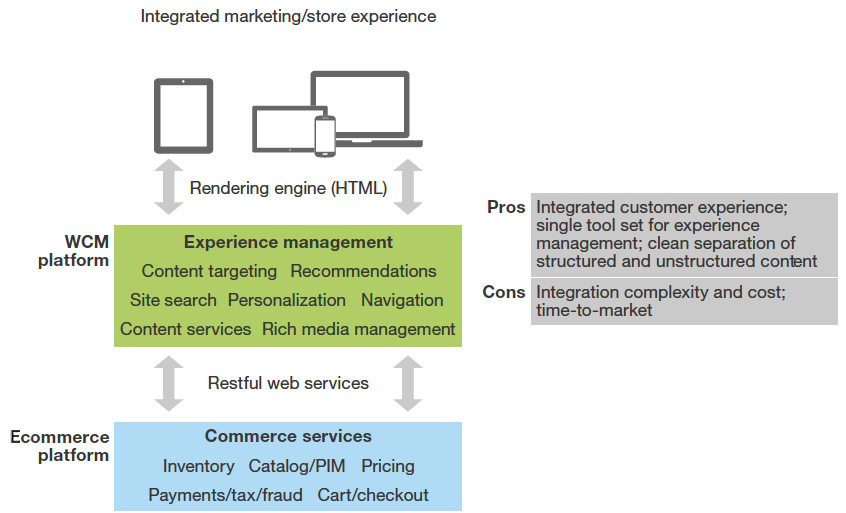 Integrated marketing/store experience
Rendering engine (HTML)
WCM
platform
Experience management
Content targeting Recommendations
Site search Personalization Navigation
Content services Rich media management
Restful web services
Ecommerce
platform
Commerce services
Inventory Catalog/PIM Pricing
Payments/tax/fraud Cart/checkout
Pros
Integrated customer experience;
single tool set for experience
management; clean separation of
structured and unstructured content
Cons
Integration complexity and cost;
time-to-market